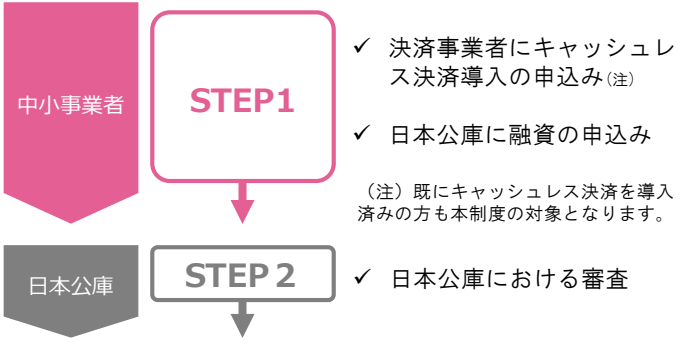 中小事業者
STEP1
✓ 決済事業者にキャッシュレ
ス決済導入の申込み(注)
✓ 日本公庫に融資の申込み
（注）既にキャッシュレス決済を導入
済みの方も本制度の対象となります。
日本公庫
STEP２
✓ 日本公庫における審査